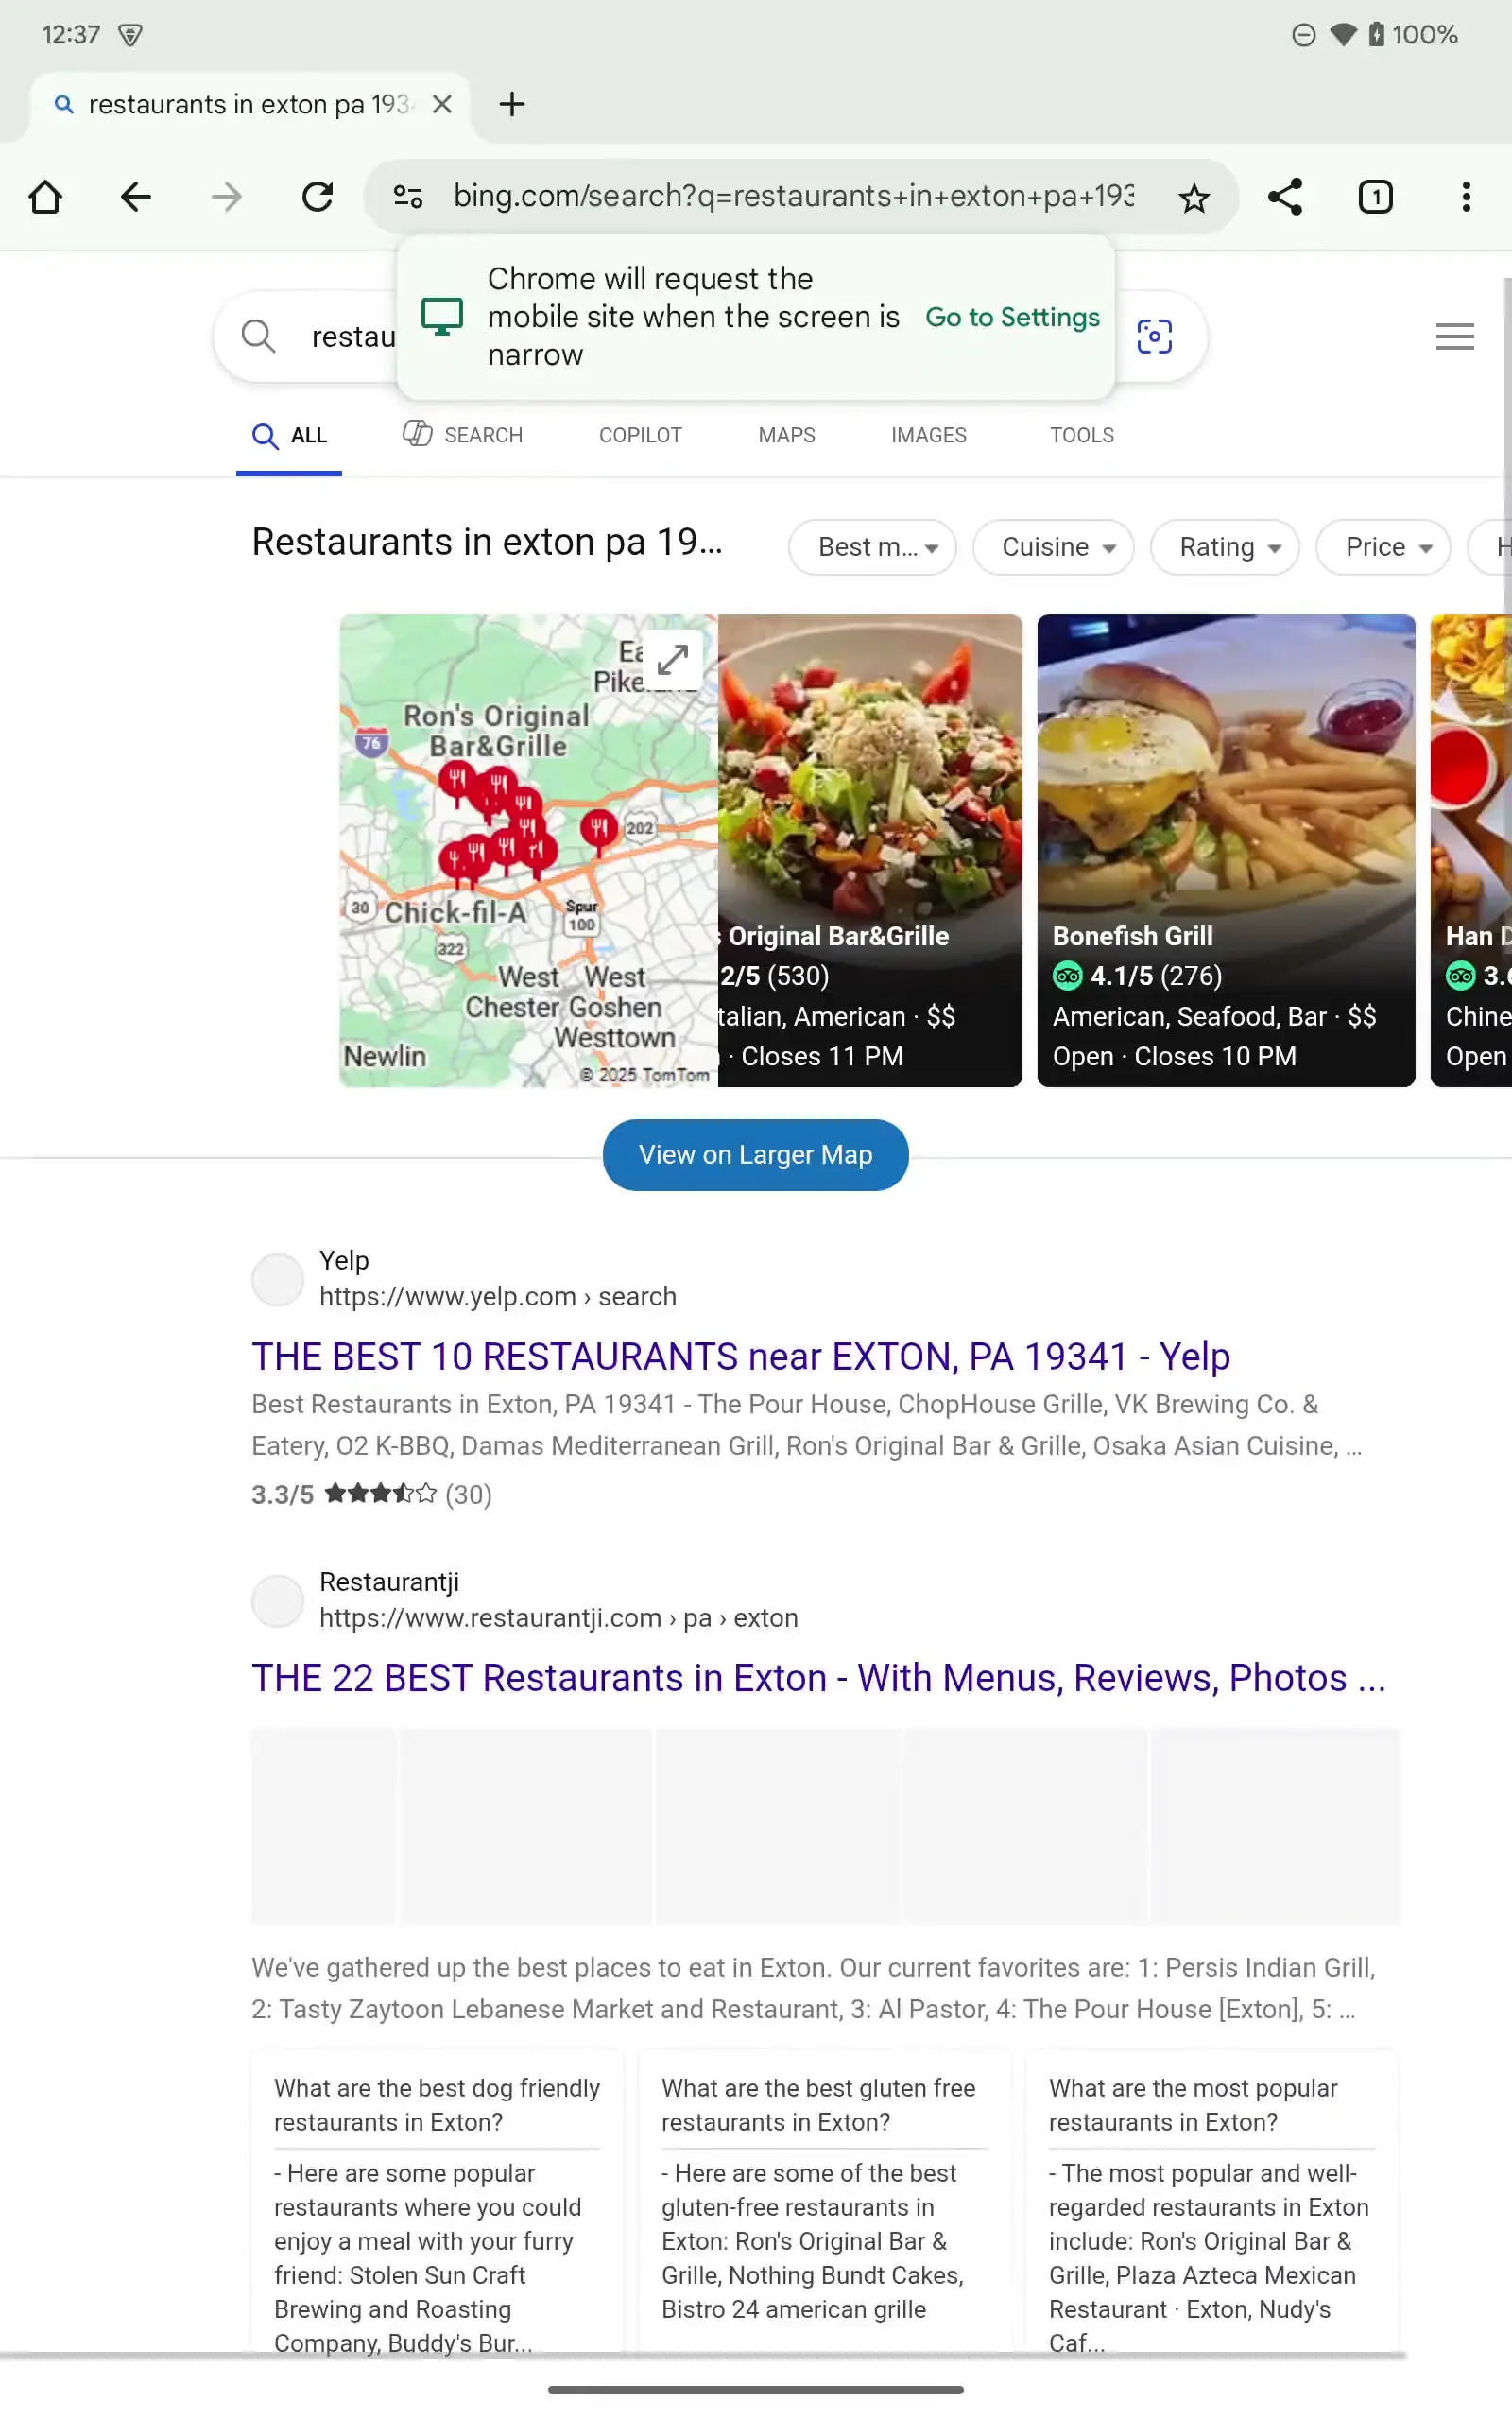 12:37
100%
restaurants in exton pa 193
bing.com/search?q=restaurants+in+exton+pa+193
Chrome will request the
mobile site when the screen is
narrow
Go to Settings
restau
ALL
SEARCH
COPILOT
MAPS
IMAGES
TOOLS
Restaurants in exton pa 19...
Best m...
Cuisine
Rating
Price
H
Ea
Pike
Ron's Original
Bar&Grille
76
202
30
Chick-fil-A
Spur
100
322
West West
Chester Goshen
Westtown
Newlin
© 2025 TomTom
s Original Bar&Grille
2/5 (530)
talian, American · $$
· Closes 11 PM
Bonefish Grill
4.1/5 (276)
American, Seafood, Bar · $$
Open · Closes 10 PM
Han D
3.
Chine
Open
View on Larger Map
Yelp
https://www.yelp.com › search
THE BEST 10 RESTAURANTS near EXTON, PA 19341 - Yelp
Best Restaurants in Exton, PA 19341 - The Pour House, ChopHouse Grille, VK Brewing Co. &
Eatery, O2 K-BBQ, Damas Mediterranean Grill, Ron's Original Bar & Grille, Osaka Asian Cuisine, ...
3.3/5 (30)
Restaurantji
https://www.restaurantji.com › pa › exton
THE 22 BEST Restaurants in Exton - With Menus, Reviews, Photos ...
We've gathered up the best places to eat in Exton. Our current favorites are: 1: Persis Indian Grill,
2: Tasty Zaytoon Lebanese Market and Restaurant, 3: Al Pastor, 4: The Pour House [Exton], 5: ...
What are the best dog friendly
restaurants in Exton?
- Here are some popular
restaurants where you could
enjoy a meal with your furry
friend: Stolen Sun Craft
Brewing and Roasting
Company, Buddy's Bur...
What are the best gluten free
restaurants in Exton?
- Here are some of the best
gluten-free restaurants in
Exton: Ron's Original Bar &
Grille, Nothing Bundt Cakes,
Bistro 24 american grille
What are the most popular
restaurants in Exton?
- The most popular and well-
regarded restaurants in Exton
include: Ron's Original Bar &
Grille, Plaza Azteca Mexican
Restaurant · Exton, Nudy's
Caf...